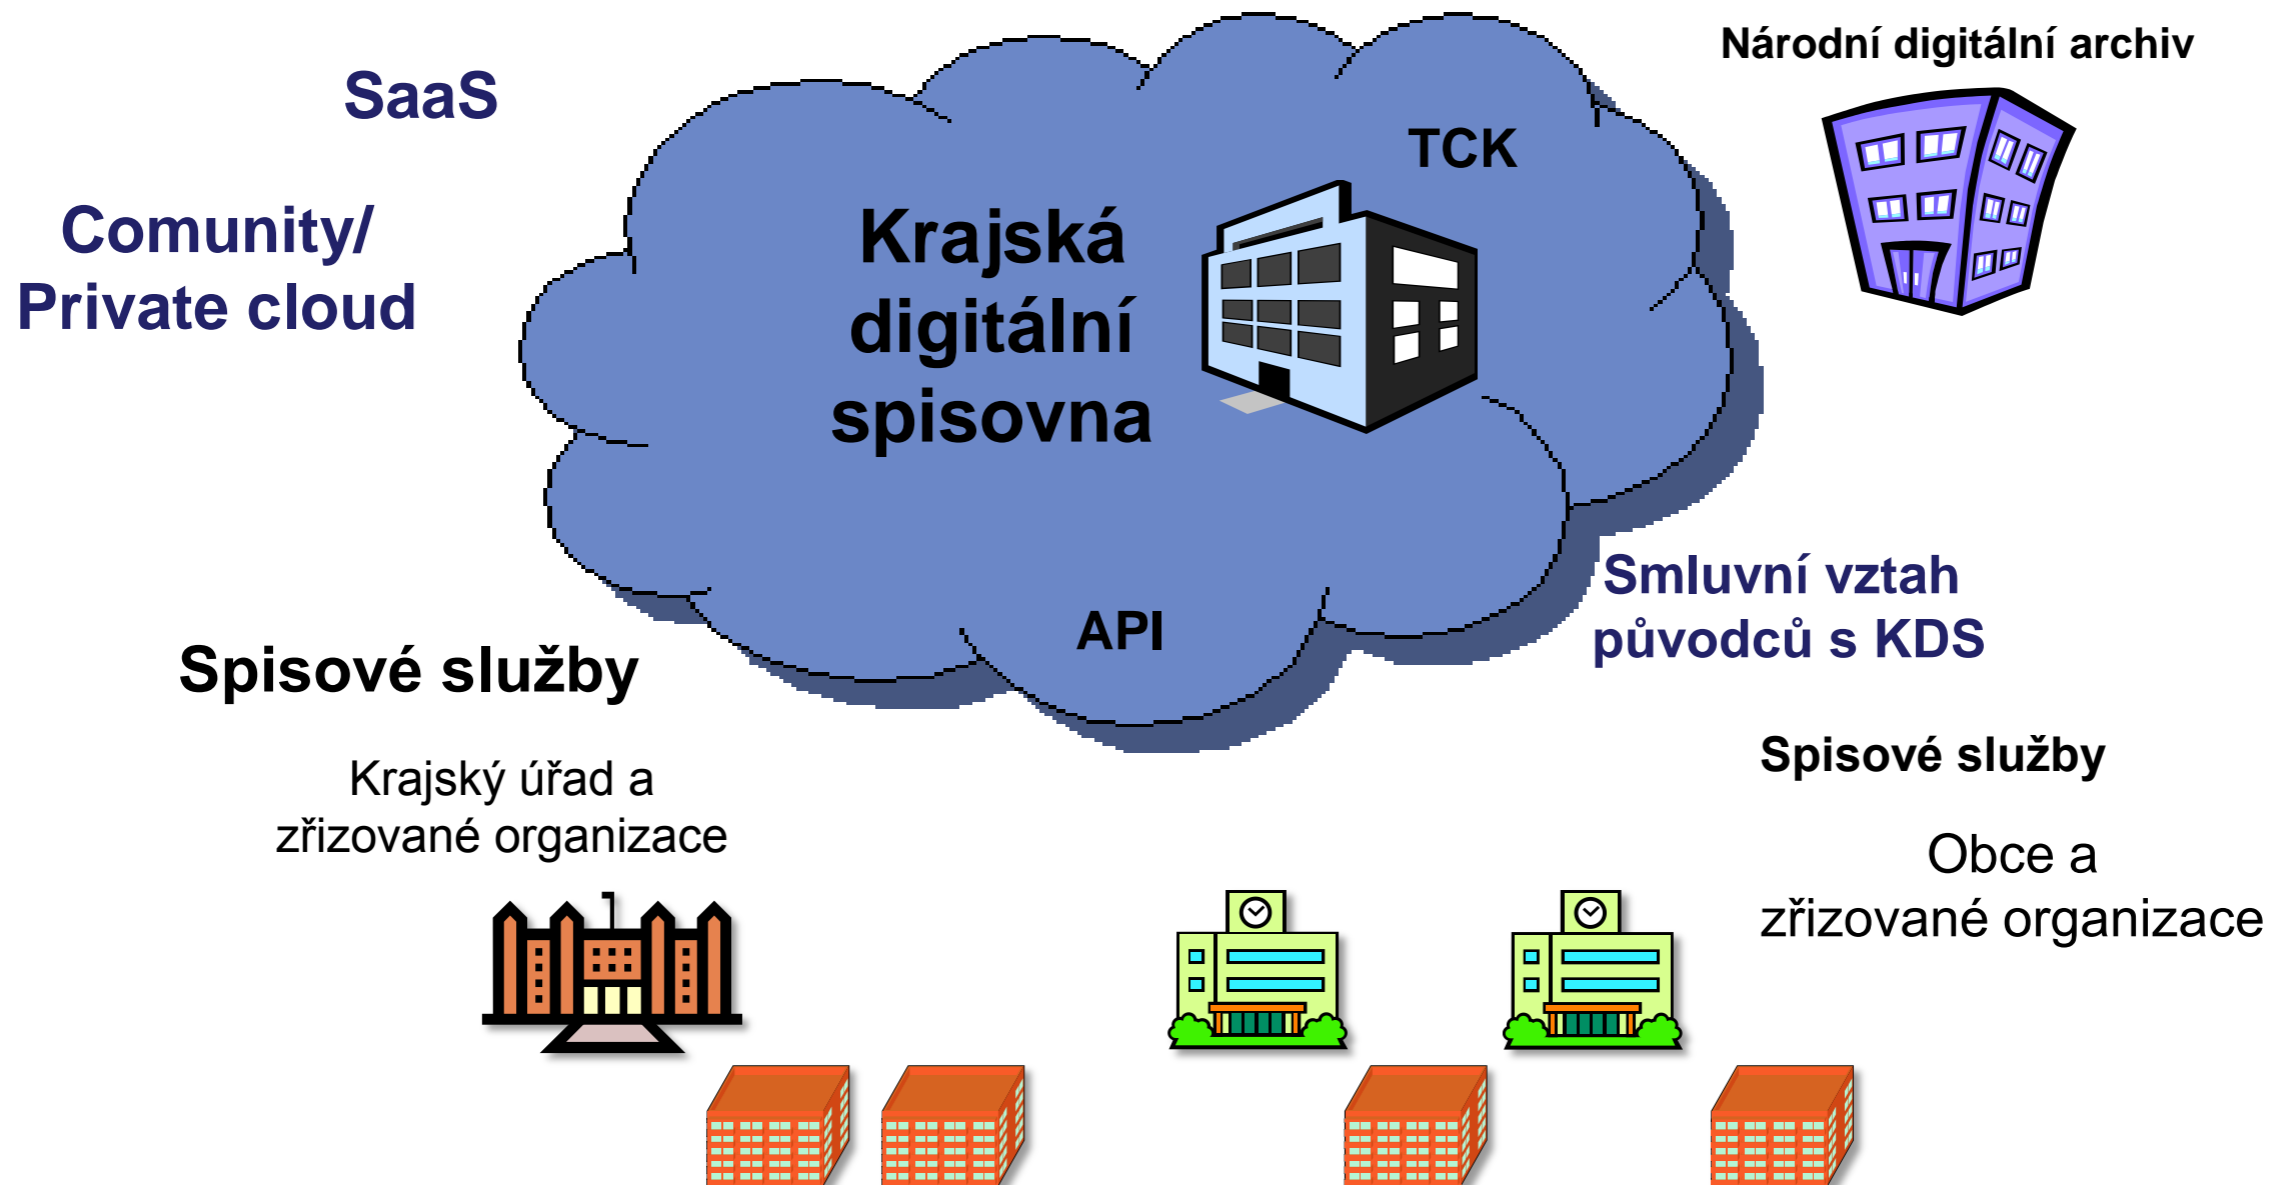 Národní digitální archiv
SaaS
TCK
Comunity/
Private cloud
Krajská
digitální
spisovna
Smluvní vztah
původců s KDS
API
Spisové služby
Krajský úřad a
zřizované organizace
Spisové služby
Obce a
zřizované organizace